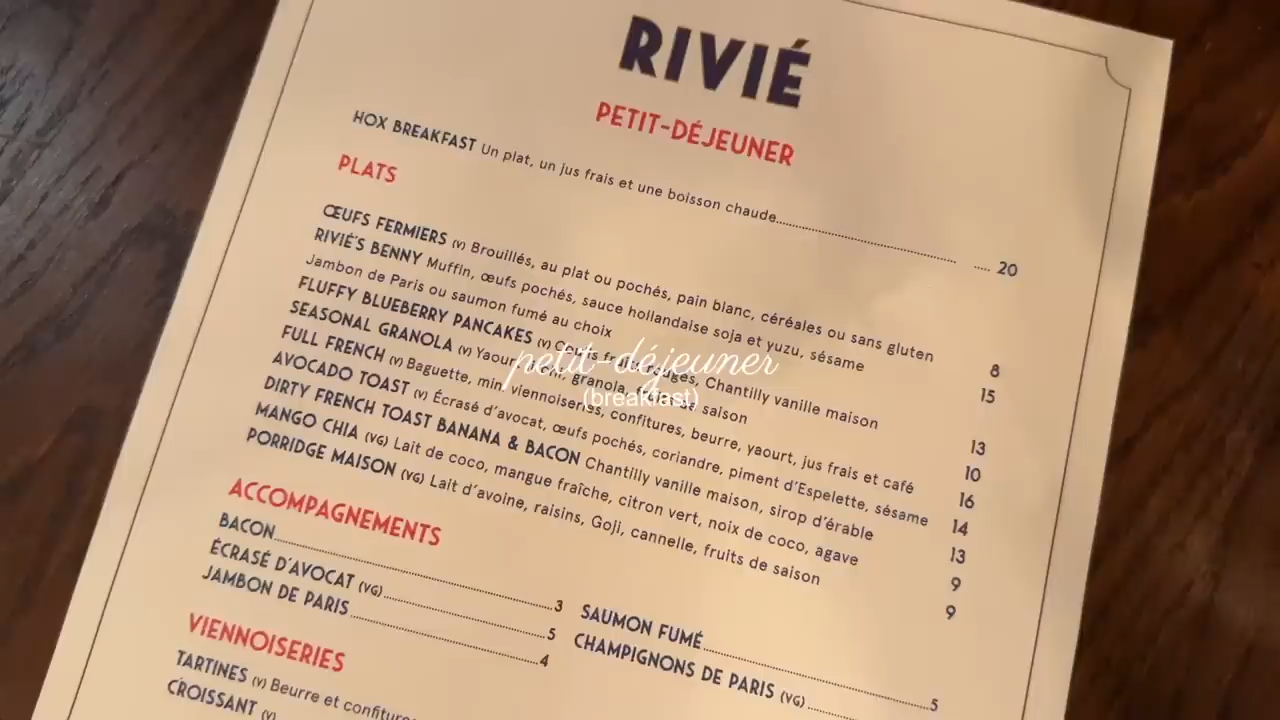 RIVIÉ
PETIT-DÉJEUNER
HOX BREAKFAST Un plat, un jus frais et une boisson chaude 20
PLATS
ŒUFS FERMIERS (V) Brouillés, au plat ou pochés, pain blanc, céréales ou sans gluten 8
RIVIÉ'S BENNY Muffin, œufs pochés, sauce hollandaise soja et yuzu, sésame 15
Jambon de Paris ou saumon fumé au choix
FLUFFY BLUEBERRY PANCAKES (V) Coulis fruits rouges, Chantilly vanille maison 13
SEASONAL GRANOLA (V) granola, saison 10
FULL FRENCH (V) Baguette, mini viennoiseries, confitures, beurre, yaourt, jus frais et café 16
AVOCADO TOAST (V) Écrasé d'avocat, œufs pochés, coriandre, piment d'Espelette, sésame 14
DIRTY FRENCH TOAST BANANA & BACON Chantilly vanille maison, sirop d'érable 13
MANGO CHIA (VG) Lait de coco, mangue fraîche, citron vert, noix de coco, agave 9
PORRIDGE MAISON (VG) Lait d'avoine, raisins, Goji, cannelle, fruits de saison 9
petit-déjeuner
(breakfast)
ACCOMPAGNEMENTS
BACON 3
ÉCRASÉ D'AVOCAT (VG) 5
JAMBON DE PARIS 4
SAUMON FUMÉ 5
CHAMPIGNONS DE PARIS (VG)
VIENNOISERIES
TARTINES (V) Beurre et confiture
CROISSANT (V)